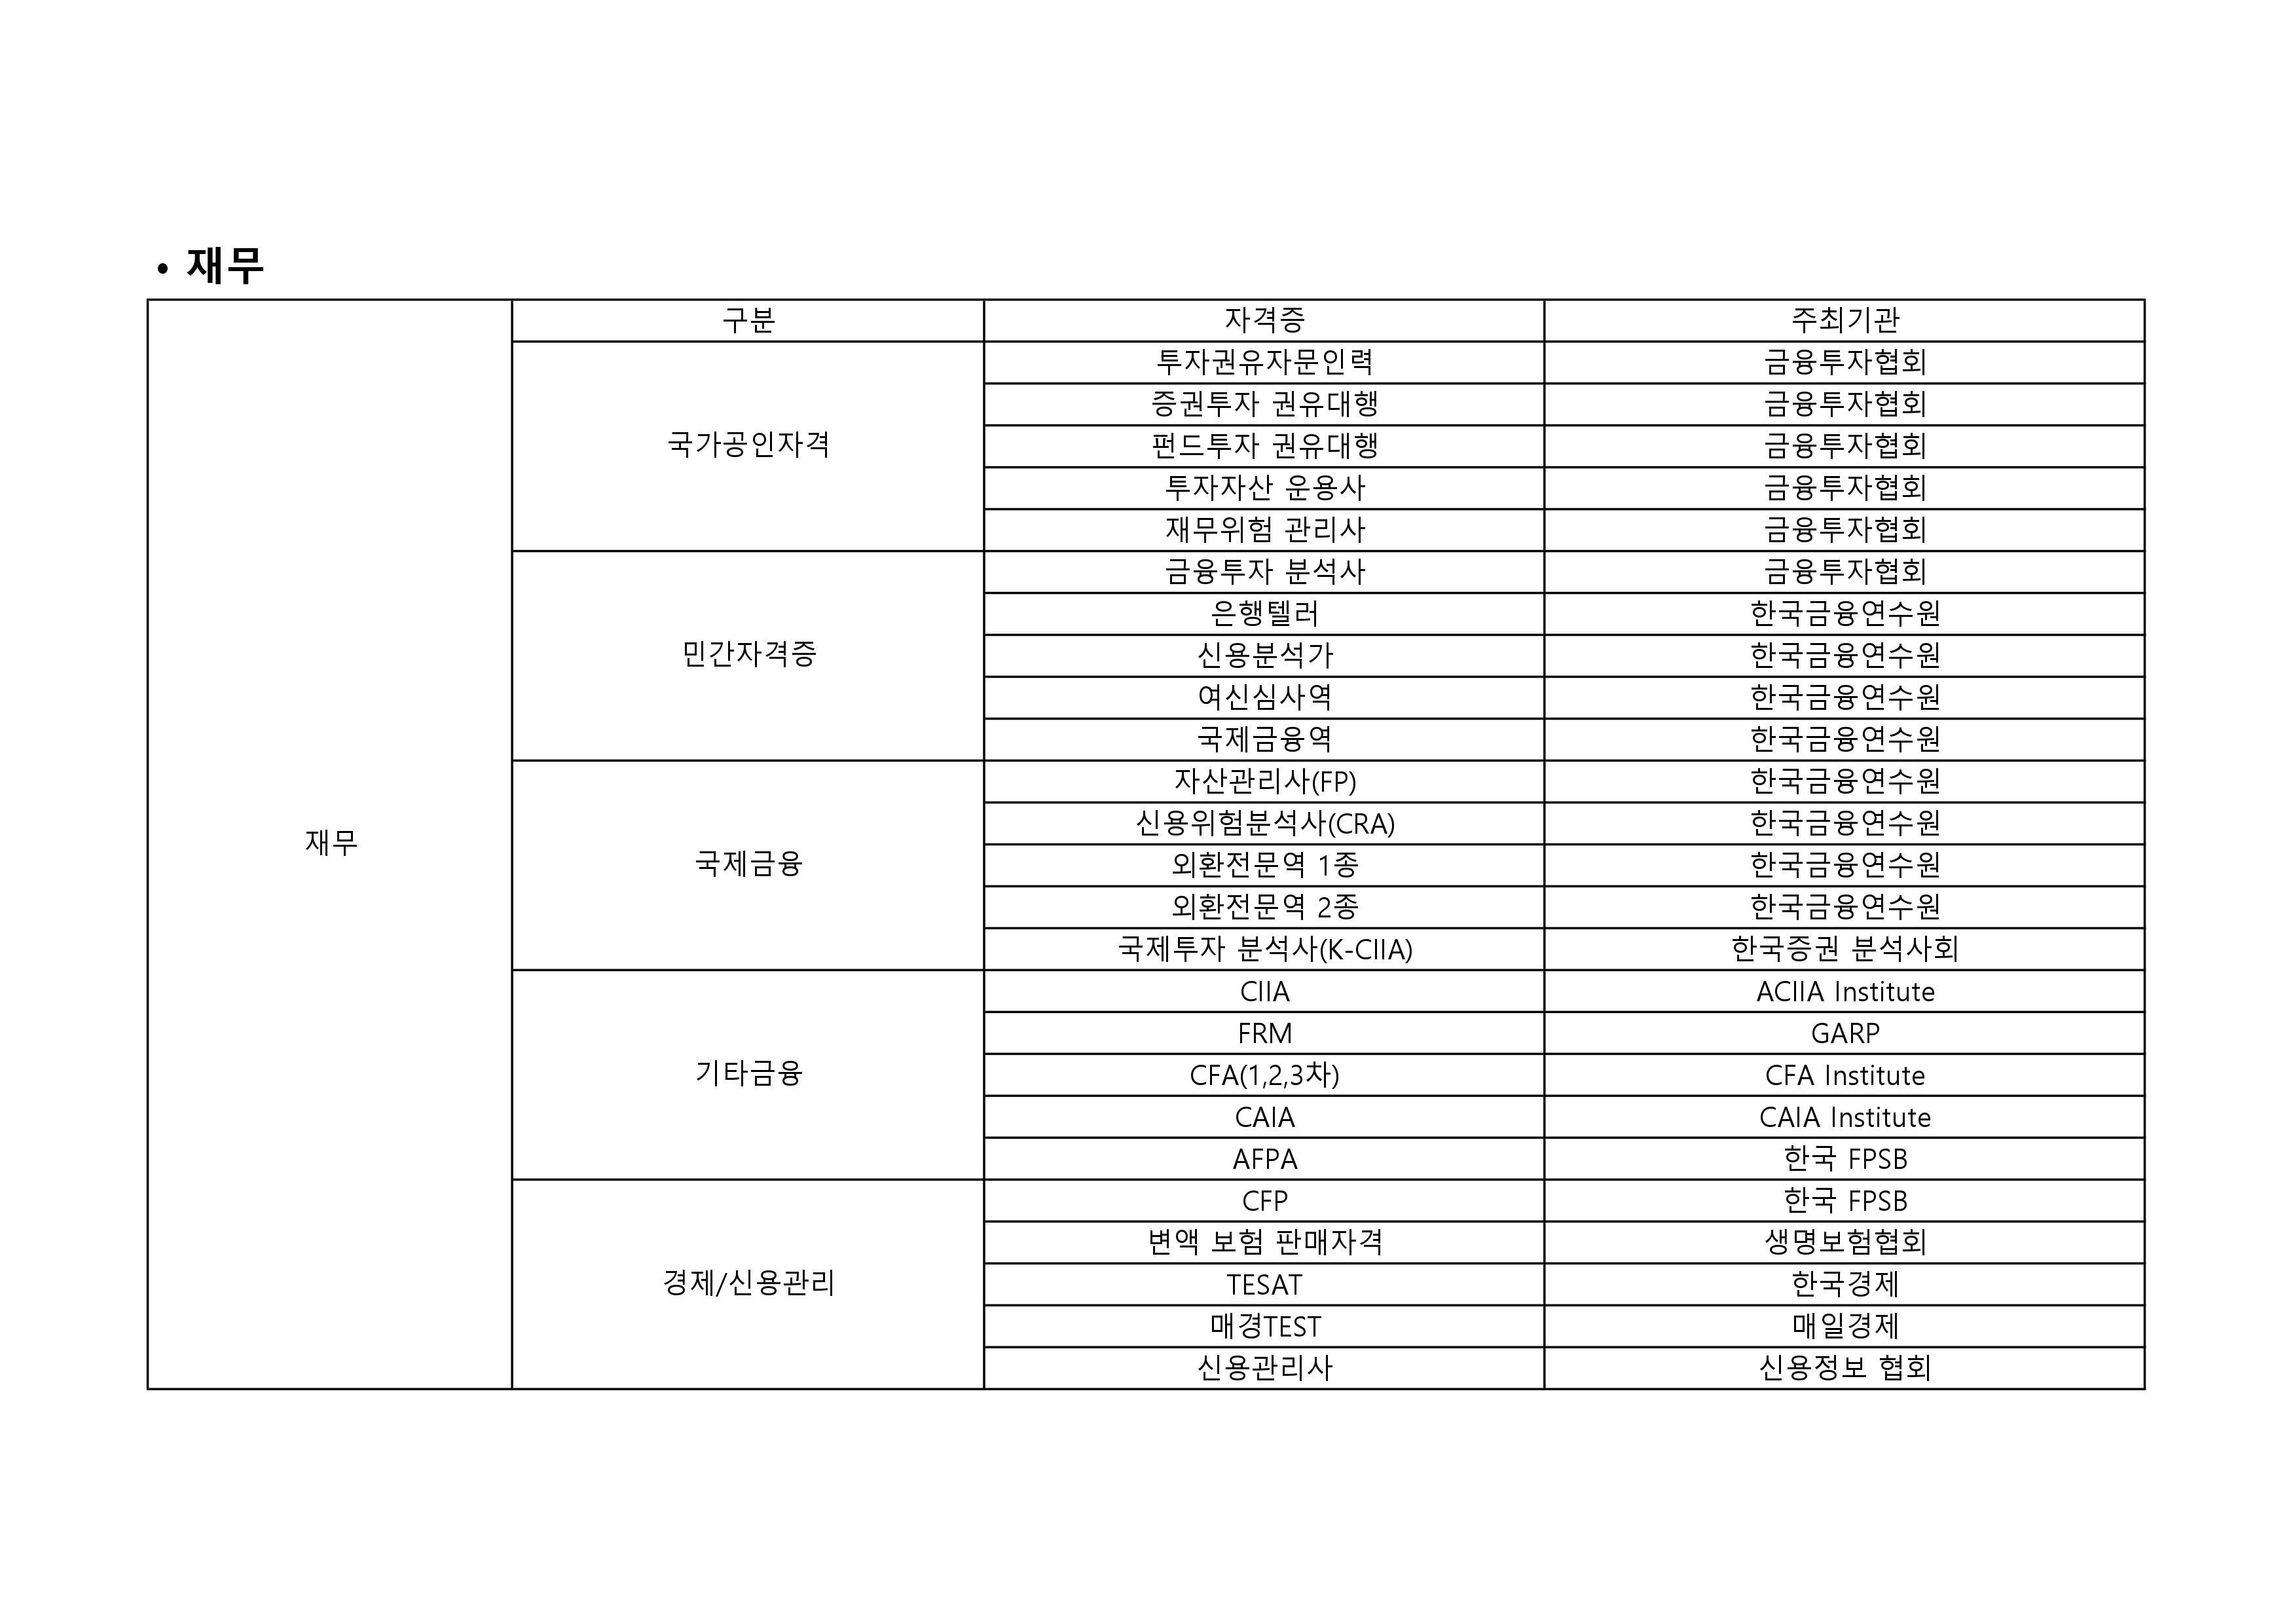 • 재무
구분 자격증 주최기관
투자권유자문인력 금융투자협회
증권투자 권유대행 금융투자협회
국가공인자격 펀드투자 권유대행 금융투자협회
투자자산 운용사 금융투자협회
재무위험 관리사 금융투자협회
금융투자 분석사 금융투자협회
은행텔러 한국금융연수원
민간자격증 신용분석가 한국금융연수원
여신심사역 한국금융연수원
국제금융역 한국금융연수원
자산관리사(FP) 한국금융연수원
신용위험분석사(CRA) 한국금융연수원
재무 국제금융 외환전문역 1종 한국금융연수원
외환전문역 2종 한국금융연수원
국제투자 분석사(K-CIIA) 한국증권 분석사회
CIIA ACIIA Institute
FRM GARP
기타금융 CFA(1,2,3차) CFA Institute
CAIA CAIA Institute
AFPA 한국 FPSB
CFP 한국 FPSB
변액 보험 판매자격 생명보험협회
경제/신용관리 TESAT 한국경제
매경TEST 매일경제
신용관리사 신용정보 협회